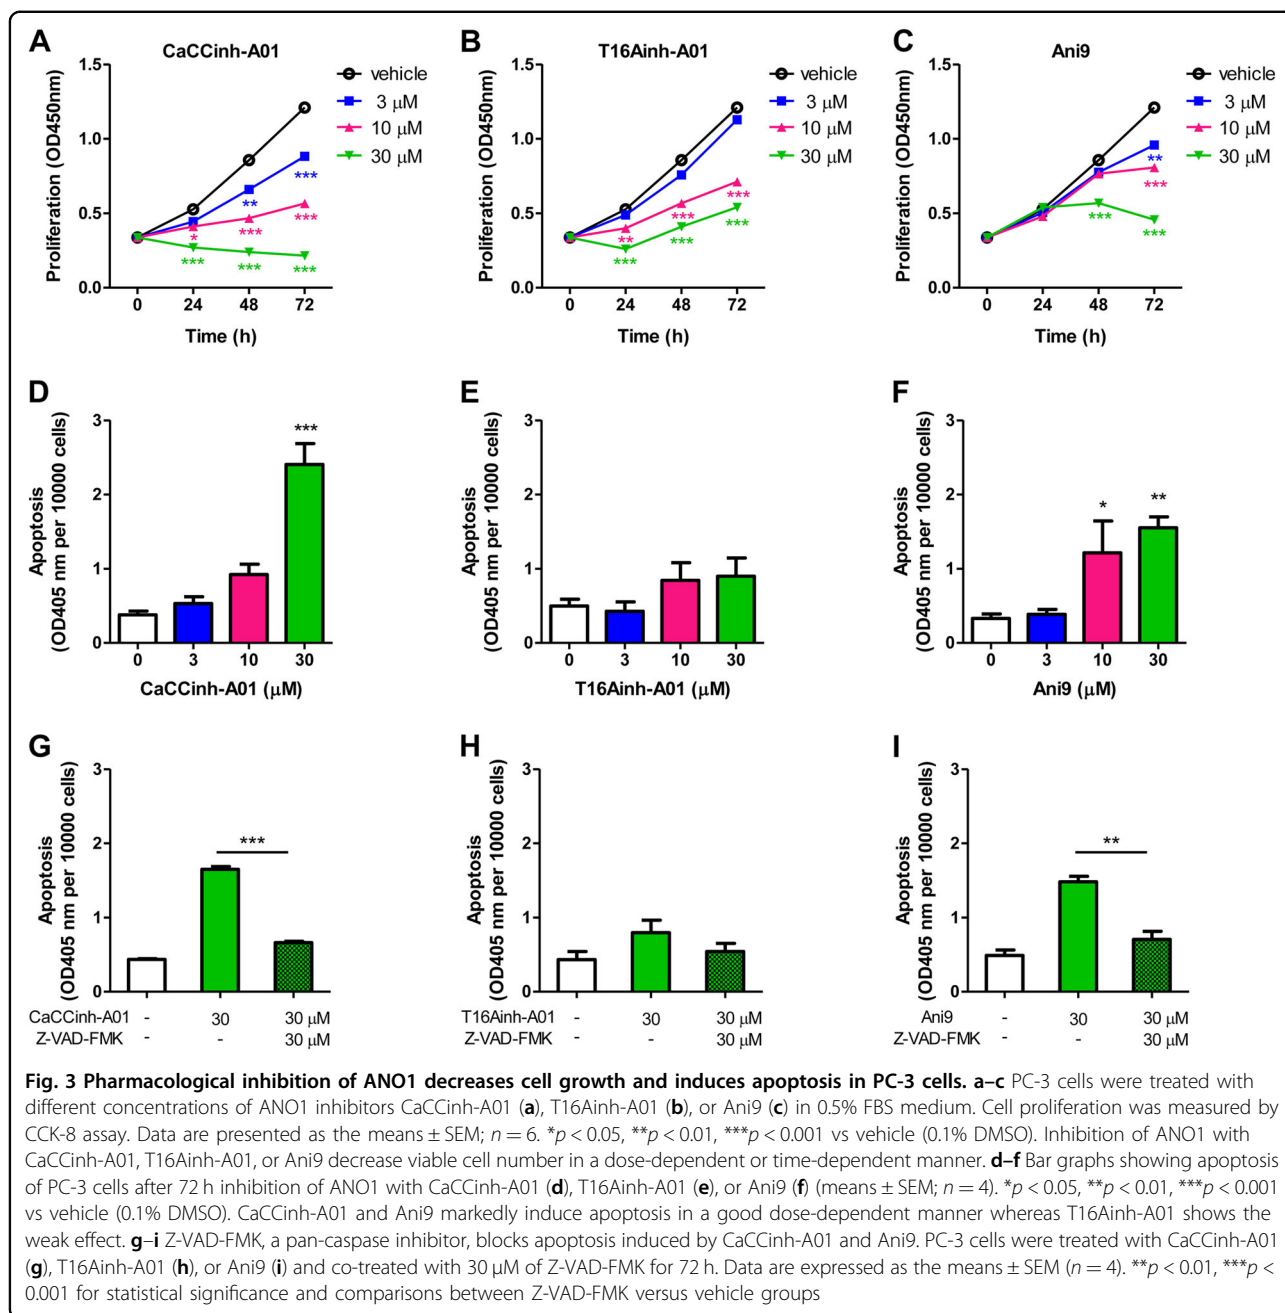 A CaCCinh-A01
Proliferation (OD450nm)
1.5
1.0
0.5
0.0
0 24 48 72
Time (h)
vehicle
3 μM
10 μM
30 μM
*** ** *** *** * *** *** ***
B T16Ainh-A01
Proliferation (OD450nm)
1.5
1.0
0.5
0.0
0 24 48 72
Time (h)
vehicle
3 μM
10 μM
30 μM
*** *** ** *** *** ***
C Ani9
Proliferation (OD450nm)
1.5
1.0
0.5
0.0
0 24 48 72
Time (h)
vehicle
3 μM
10 μM
30 μM
** *** *** ***
D
Apoptosis
(OD405 nm per 10000 cells)
3
2
1
0
***
0 3 10 30
CaCCinh-A01 (μM)
E
Apoptosis
(OD405 nm per 10000 cells)
3
2
1
0
0 3 10 30
T16Ainh-A01 (μM)
F
Apoptosis
(OD405 nm per 10000 cells)
3
2
1
0
* **
0 3 10 30
Ani9 (μM)
G
Apoptosis
(OD405 nm per 10000 cells)
3
2
1
0
***
CaCCinh-A01 - 30 30 μM
Z-VAD-FMK - - 30 μM
H
Apoptosis
(OD405 nm per 10000 cells)
3
2
1
0
T16Ainh-A01 - 30 30 μM
Z-VAD-FMK - - 30 μM
I
Apoptosis
(OD405 nm per 10000 cells)
3
2
1
0
**
Ani9 - 30 30 μM
Z-VAD-FMK - - 30 μM
Fig. 3 Pharmacological inhibition of ANO1 decreases cell growth and induces apoptosis in PC-3 cells. a–c PC-3 cells were treated with
different concentrations of ANO1 inhibitors CaCCinh-A01 (a), T16Ainh-A01 (b), or Ani9 (c) in 0.5% FBS medium. Cell proliferation was measured by
CCK-8 assay. Data are presented as the means ± SEM; n = 6. *p < 0.05, **p < 0.01, ***p < 0.001 vs vehicle (0.1% DMSO). Inhibition of ANO1 with
CaCCinh-A01, T16Ainh-A01, or Ani9 decrease viable cell number in a dose-dependent or time-dependent manner. d–f Bar graphs showing apoptosis
of PC-3 cells after 72 h inhibition of ANO1 with CaCCinh-A01 (d), T16Ainh-A01 (e), or Ani9 (f) (means ± SEM; n = 4). *p < 0.05, **p < 0.01, ***p < 0.001
vs vehicle (0.1% DMSO). CaCCinh-A01 and Ani9 markedly induce apoptosis in a good dose-dependent manner whereas T16Ainh-A01 shows the
weak effect. g–i Z-VAD-FMK, a pan-caspase inhibitor, blocks apoptosis induced by CaCCinh-A01 and Ani9. PC-3 cells were treated with CaCCinh-A01
(g), T16Ainh-A01 (h), or Ani9 (i) and co-treated with 30 μM of Z-VAD-FMK for 72 h. Data are expressed as the means ± SEM (n = 4). **p < 0.01, ***p <
0.001 for statistical significance and comparisons between Z-VAD-FMK versus vehicle groups